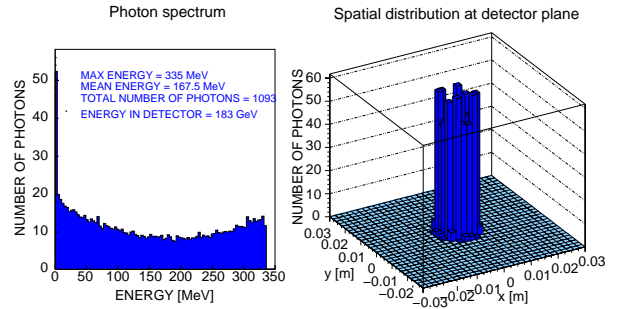 Photon spectrum
NUMBER OF PHOTONS
50
40
30
20
10
0
MAX ENERGY = 335 MeV
MEAN ENERGY = 167.5 MeV
TOTAL NUMBER OF PHOTONS = 1093
ENERGY IN DETECTOR = 183 GeV
0 50 100 150 200 250 300 350
ENERGY [MeV]
Spatial distribution at detector plane
NUMBER OF PHOTONS
60
50
40
30
20
10
0
0.03
0.02
0.01
0
−0.01
−0.02
y [m]
−0.03
−0.02
−0.01
0
0.01
0.02
0.03
x [m]